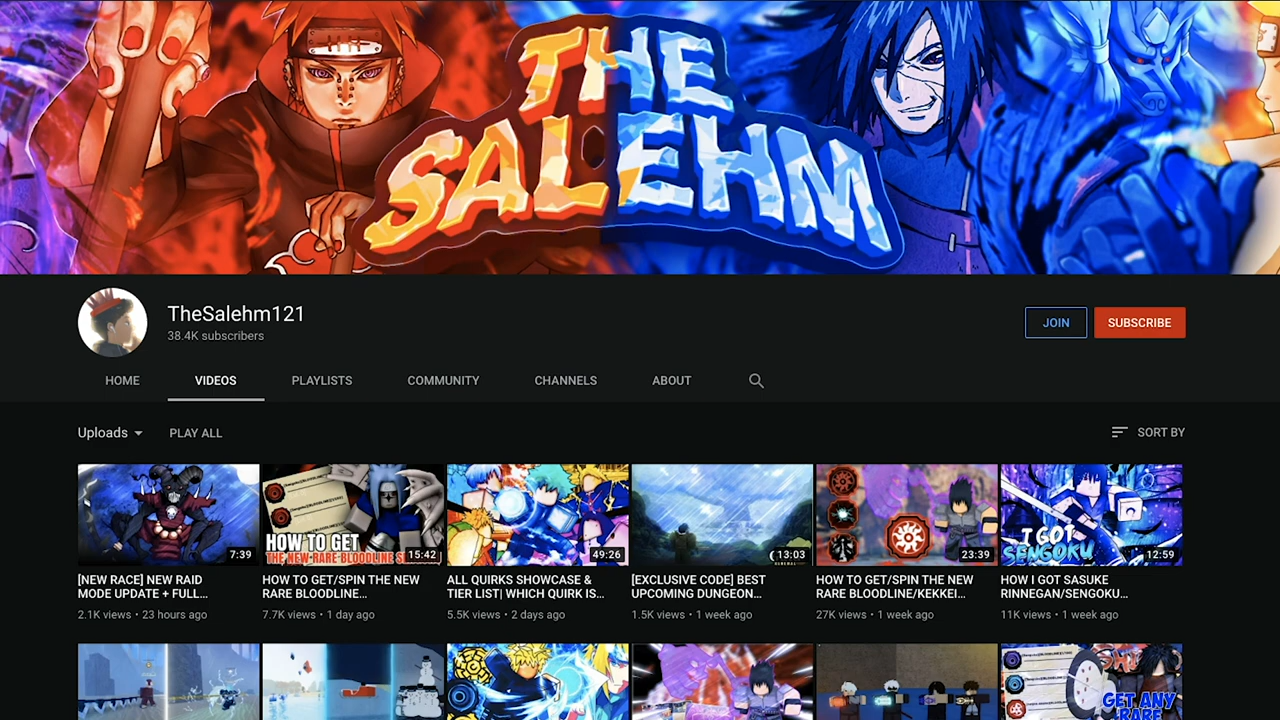 THE
SALEHM
TheSalehm121
38.4K subscribers
JOIN
SUBSCRIBE
HOME
VIDEOS
PLAYLISTS
COMMUNITY
CHANNELS
ABOUT
Uploads
PLAY ALL
SORT BY
7:39
HOW TO GET
THE NEW RARE BLOODLINE
15:42
49:26
13:03
23:39
I GOT
SENGOKU
12:59
[NEW RACE] NEW RAID
MODE UPDATE + FULL...
2.1K views • 23 hours ago
HOW TO GET/SPIN THE NEW
RARE BLOODLINE...
7.7K views • 1 day ago
ALL QUIRKS SHOWCASE &
TIER LIST| WHICH QUIRK IS...
5.5K views • 2 days ago
[EXCLUSIVE CODE] BEST
UPCOMING DUNGEON...
1.5K views • 1 week ago
HOW TO GET/SPIN THE NEW
RARE BLOODLINE/KEKKEI...
27K views • 1 week ago
HOW I GOT SASUKE
RINNEGAN/SENGOKU...
11K views • 1 week ago
GET ANY
RARE